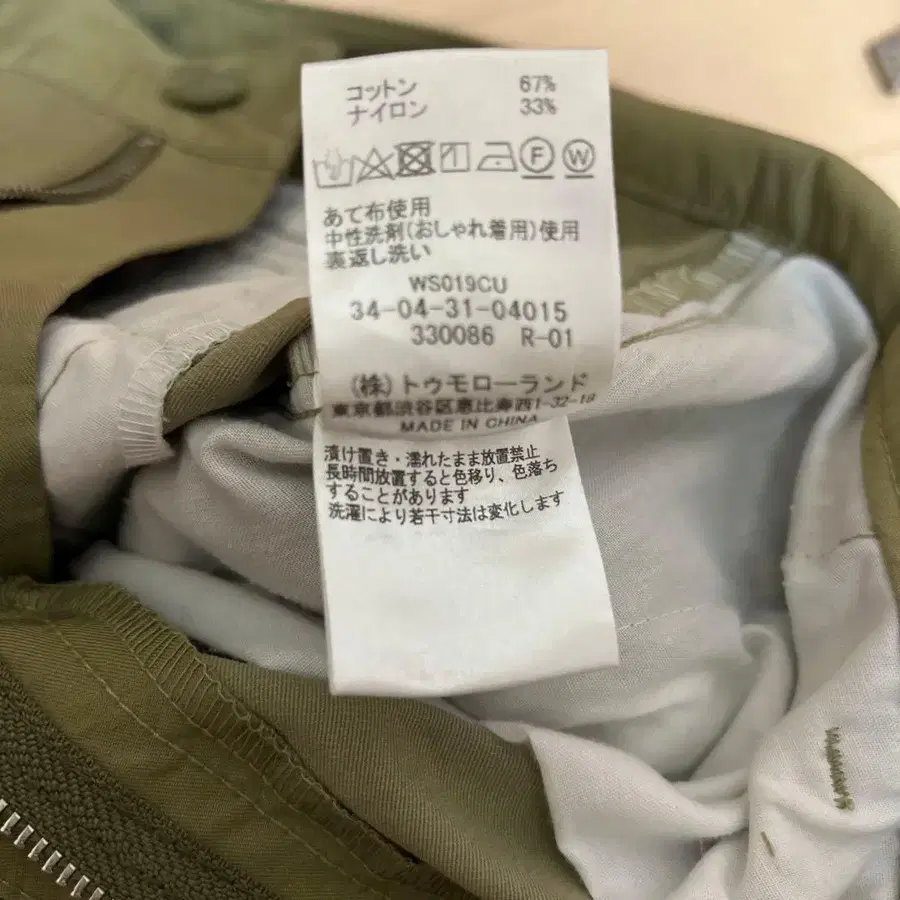 コットン 67%
ナイロン 33%
F W
あて布使用
中性洗剤(おしゃれ着用)使用
裏返し洗い
WS019CU
34-04-31-04015
330086 R-01
(株)トゥモローランド
東京都渋谷区恵比寿西1-32-18
MADE IN CHINA
漬け置き・濡れたまま放置禁止
長時間放置すると色移り、色落ち
することがあります
洗濯により若干寸法は変化します